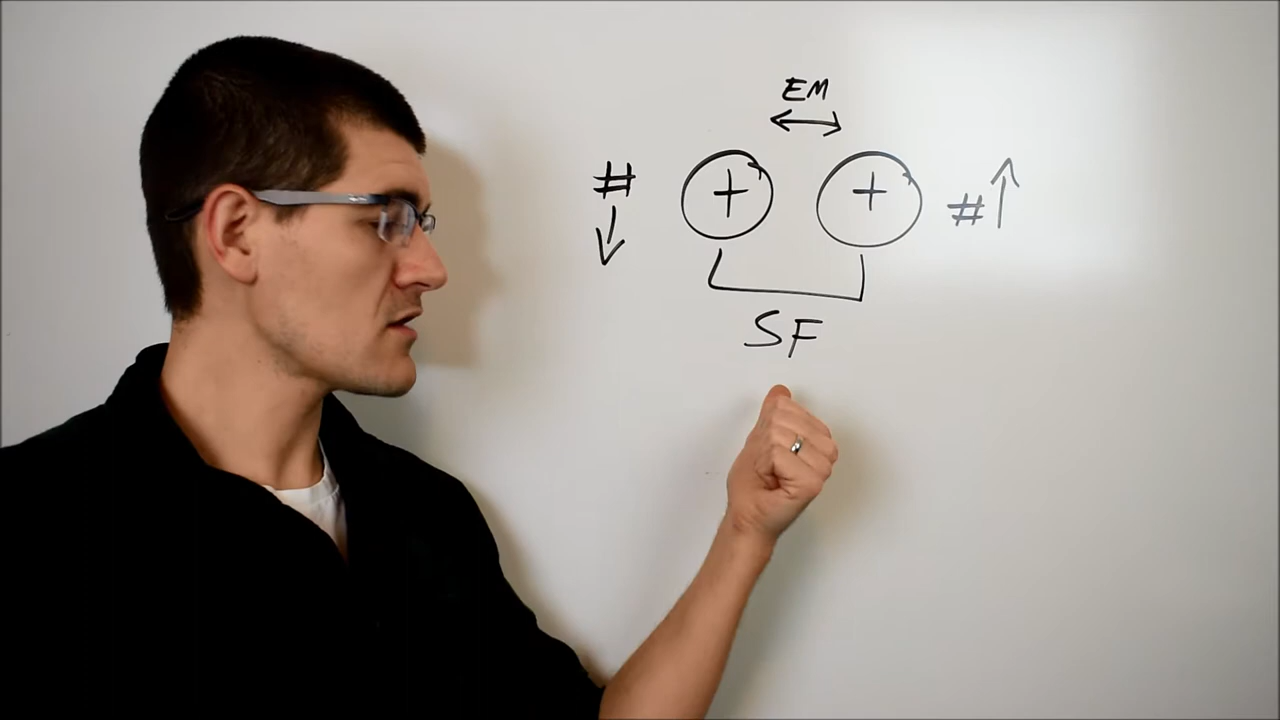 EM
# ↓ + + # ↑
SF